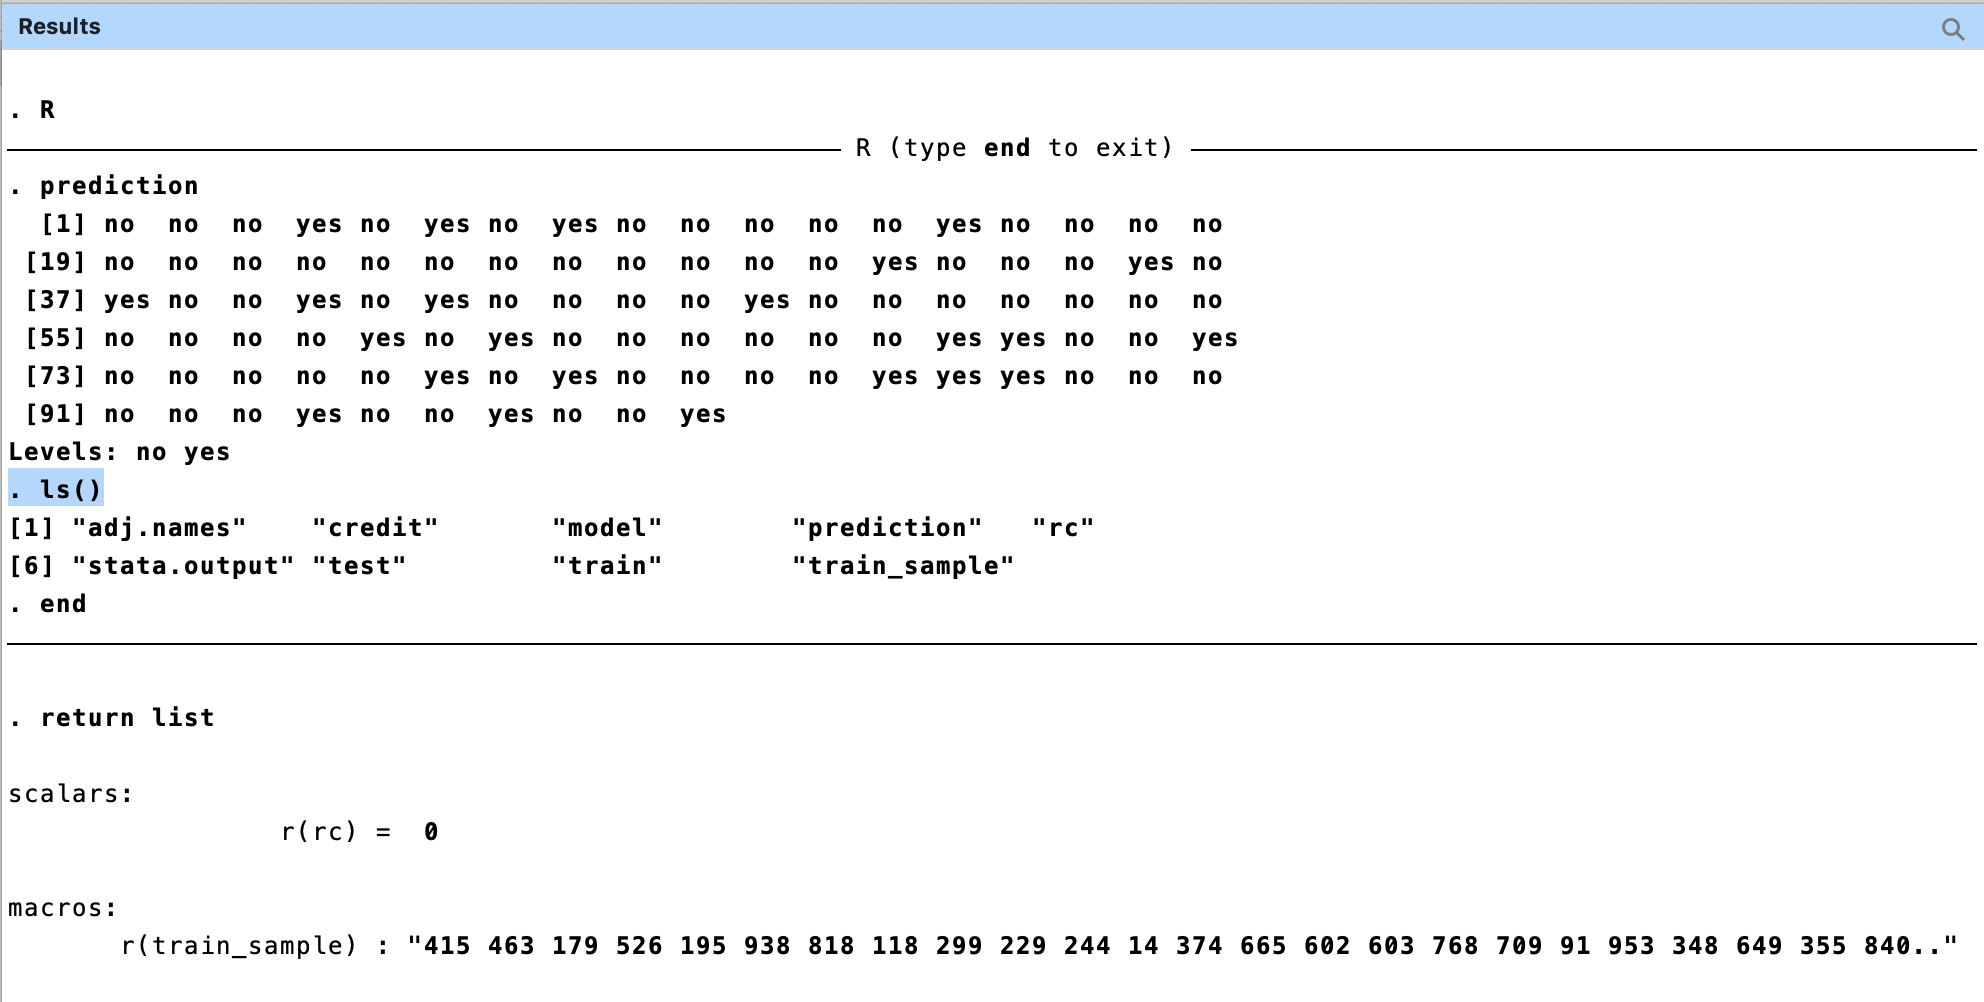 Results
. R
R (type end to exit)
. prediction
[1] no no no yes no yes no yes no no no no no yes no no no no
[19] no no no no no no no no no no no no yes no no no yes no
[37] yes no no yes no yes no no no no yes no no no no no no no
[55] no no no no yes no yes no no no no no no yes yes no no yes
[73] no no no no no yes no yes no no no no yes yes yes no no no
[91] no no no yes no no yes no no yes
Levels: no yes
. ls()
[1] "adj.names" "credit" "model" "prediction" "rc"
[6] "stata.output" "test" "train" "train_sample"
. end
. return list
scalars:
r(rc) = 0
macros:
r(train_sample) : "415 463 179 526 195 938 818 118 299 229 244 14 374 665 602 603 768 709 91 953 348 649 355 840.."